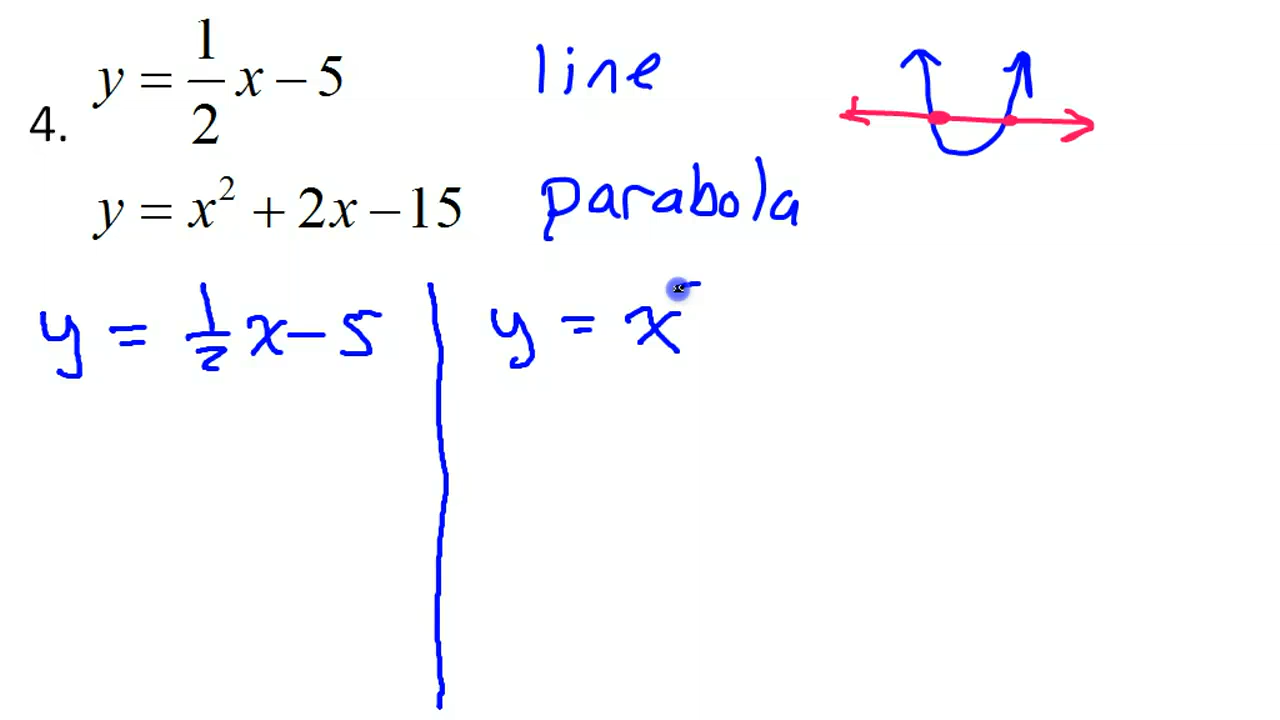 4.
y = 1/2 x − 5 line
y = x² + 2x − 15 parabola
y = 1/2 x − 5 | y = x